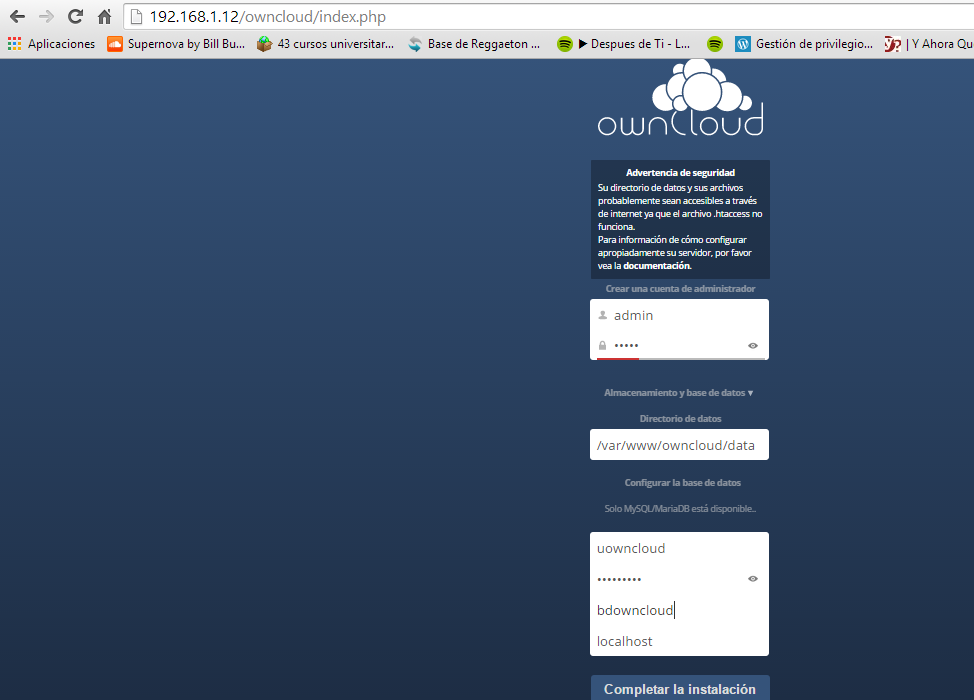 192.168.1.12/owncloud/index.php
Aplicaciones Supernova by Bill Bu... 43 cursos universitar... Base de Reggaeton ... ▶ Despues de Ti - L... Gestión de privilegio... | Y Ahora Qu
ownCloud
Advertencia de seguridad
Su directorio de datos y sus archivos
probablemente sean accesibles a través
de internet ya que el archivo .htaccess no
funciona.
Para información de cómo configurar
apropiadamente su servidor, por favor
vea la documentación.
Crear una cuenta de administrador
admin
•••••
Almacenamiento y base de datos ▾
Directorio de datos
/var/www/owncloud/data
Configurar la base de datos
Solo MySQL/MariaDB está disponible..
uowncloud
•••••••••
bdowncloud
localhost
Completar la instalación